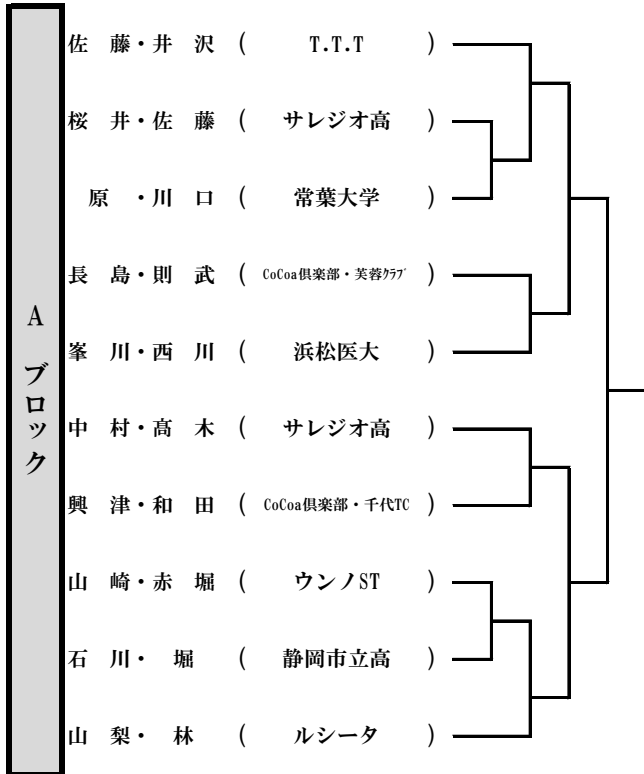 A ブロック
佐 藤・井 沢 ( T.T.T )
桜 井・佐 藤 ( サレジオ高 )
原 ・川 口 ( 常葉大学 )
長 島・則 武 ( CoCoa倶楽部・芙蓉ｸﾗﾌﾞ )
峯 川・西 川 ( 浜松医大 )
中 村・髙 木 ( サレジオ高 )
興 津・和 田 ( CoCoa倶楽部・千代TC )
山 崎・赤 堀 ( ウンノST )
石 川・ 堀 ( 静岡市立高 )
山 梨・ 林 ( ルシータ )